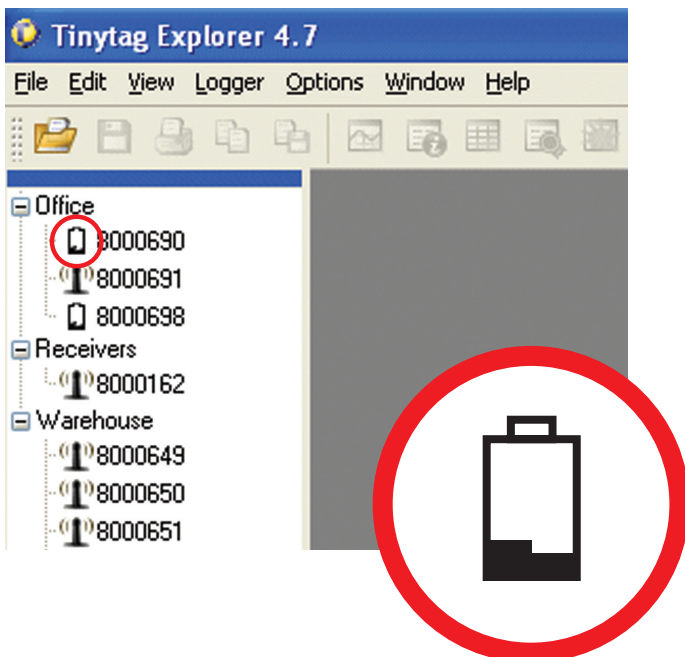 Tinytag Explorer 4.7
File Edit View Logger Options Window Help
Office
8000690
8000691
8000698
Receivers
8000162
Warehouse
8000649
8000650
8000651